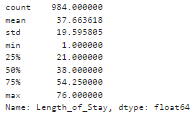 count 984.000000
mean 37.663618
std 19.595805
min 1.000000
25% 21.000000
50% 38.000000
75% 54.250000
max 76.000000
Name: Length_of_Stay, dtype: float64